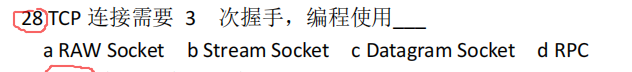 28 TCP 连接需要 3 次握手，编程使用___
a RAW Socket b Stream Socket c Datagram Socket d RPC